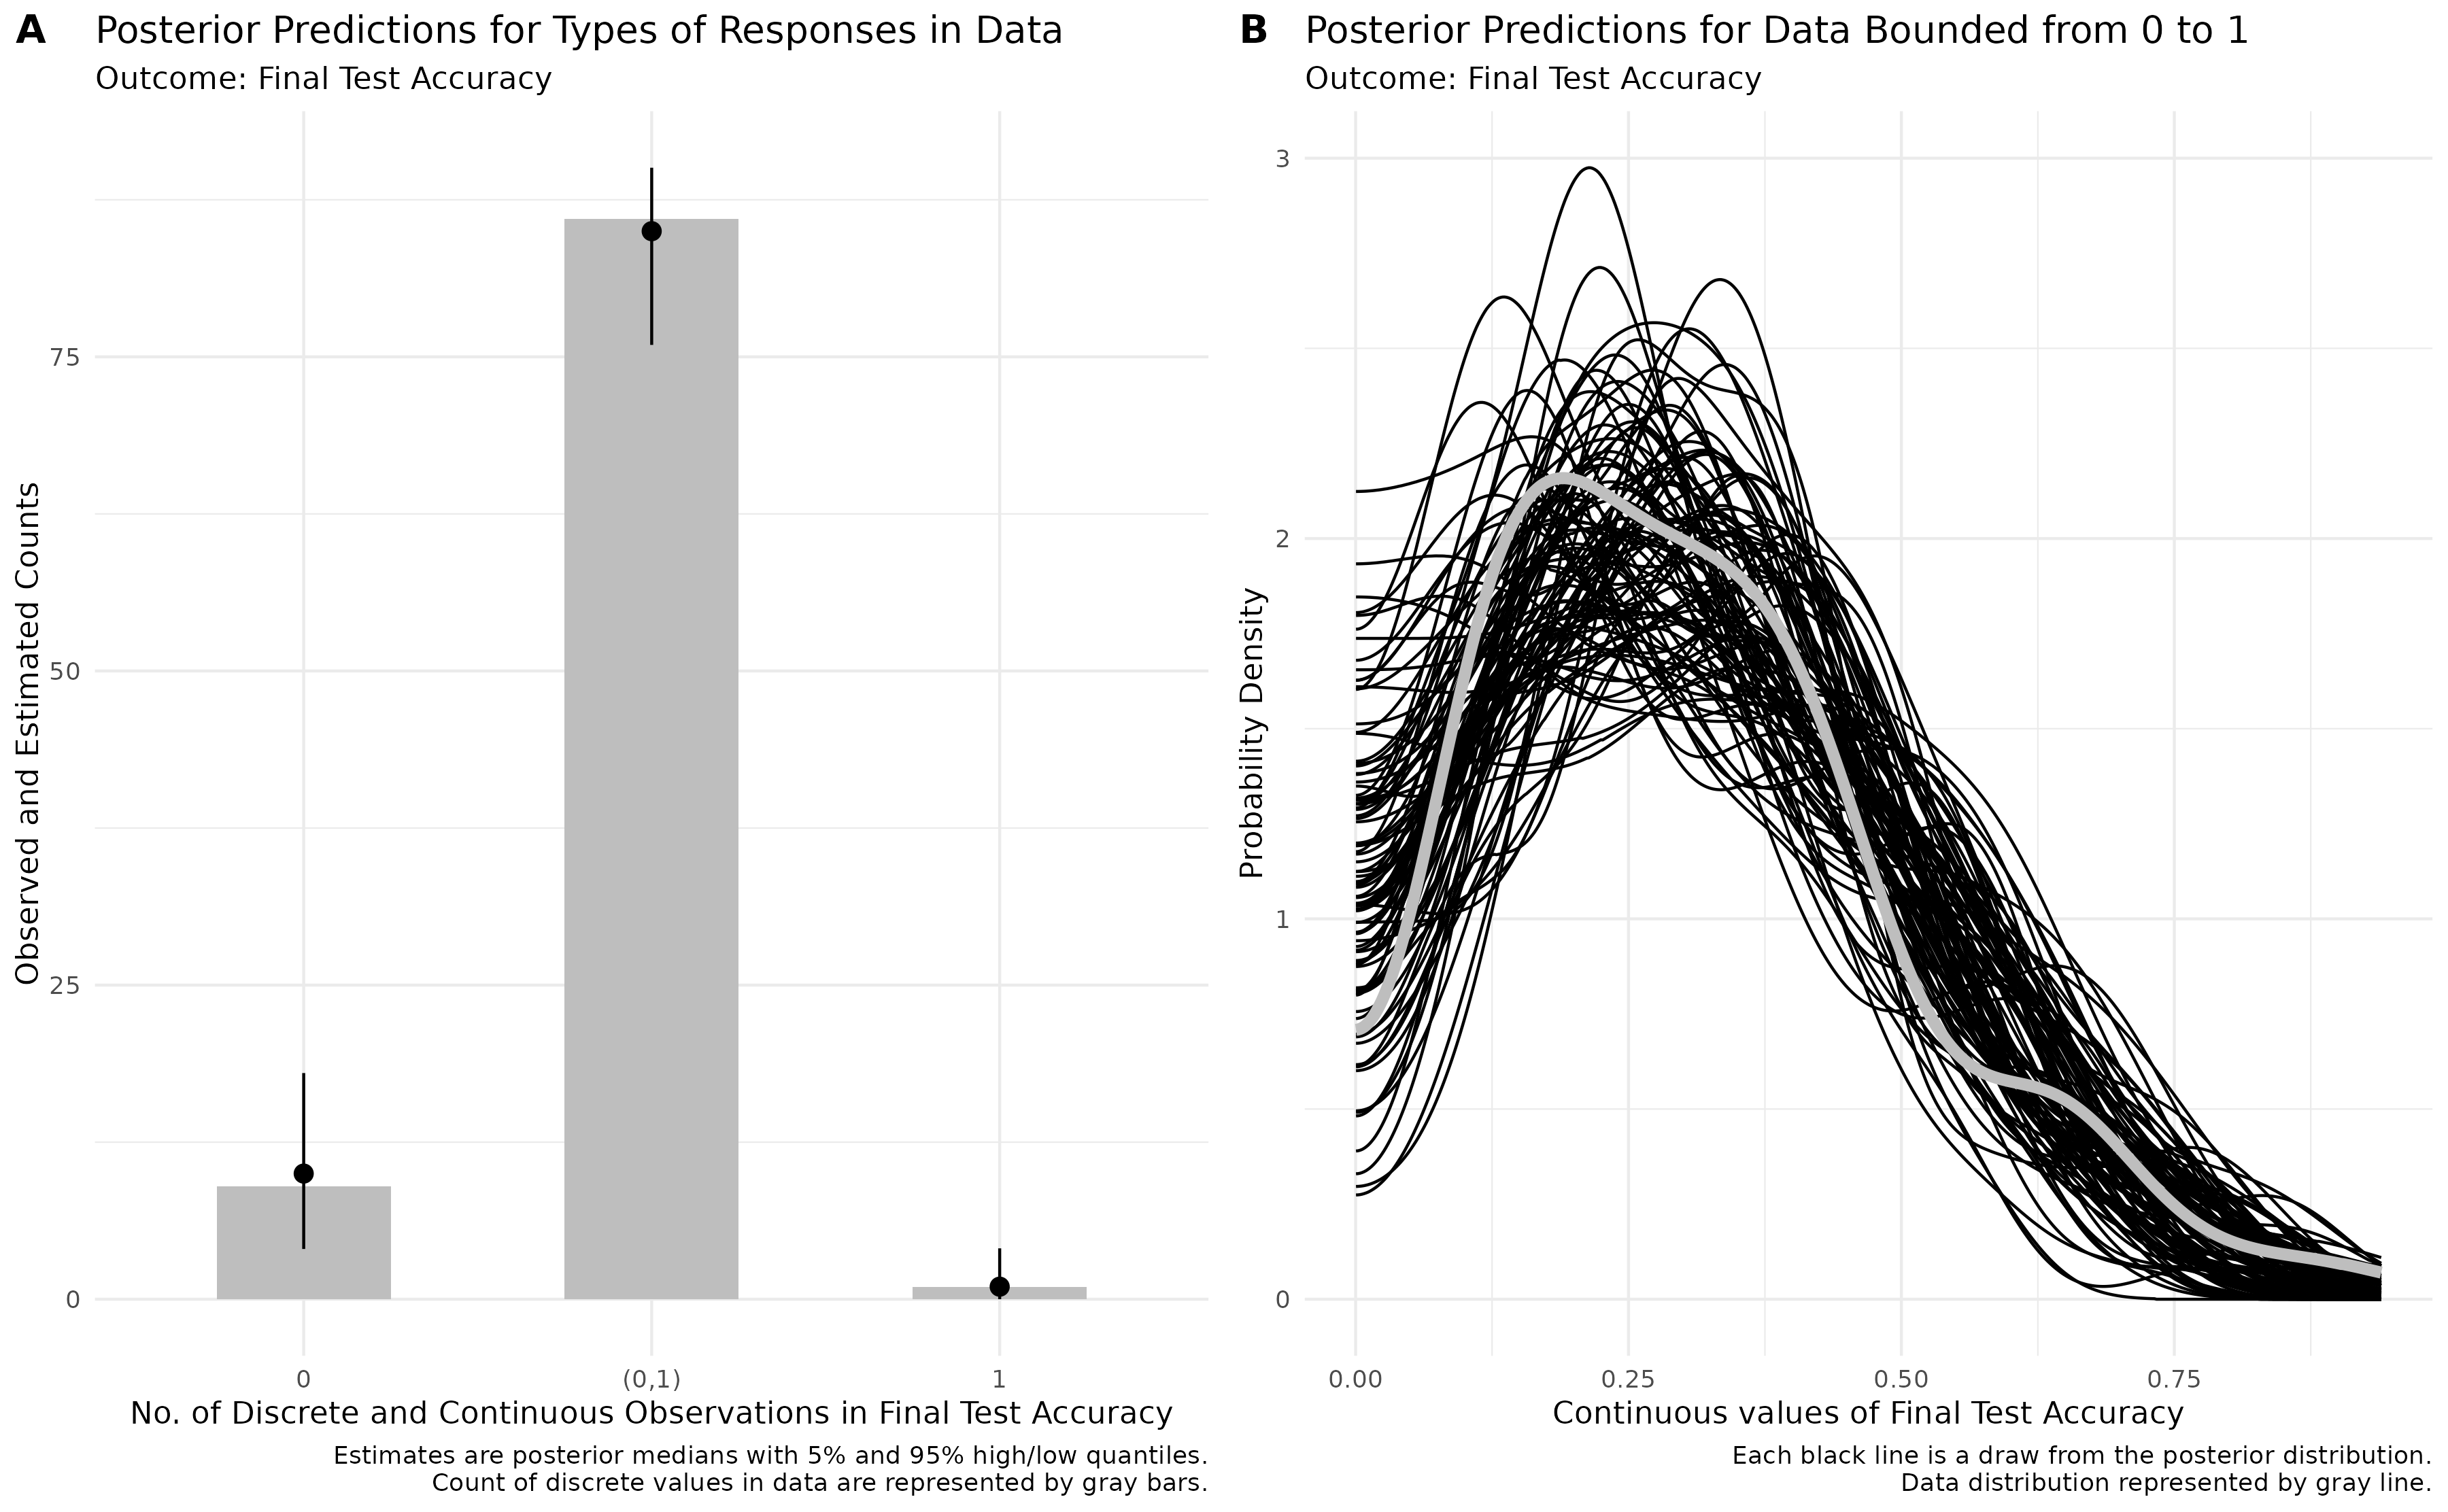 A
Posterior Predictions for Types of Responses in Data
Outcome: Final Test Accuracy
Observed and Estimated Counts
75
50
25
0
0
(0,1)
1
No. of Discrete and Continuous Observations in Final Test Accuracy
Estimates are posterior medians with 5% and 95% high/low quantiles.
Count of discrete values in data are represented by gray bars.
B
Posterior Predictions for Data Bounded from 0 to 1
Outcome: Final Test Accuracy
Probability Density
3
2
1
0
0.00
0.25
0.50
0.75
Continuous values of Final Test Accuracy
Each black line is a draw from the posterior distribution.
Data distribution represented by gray line.